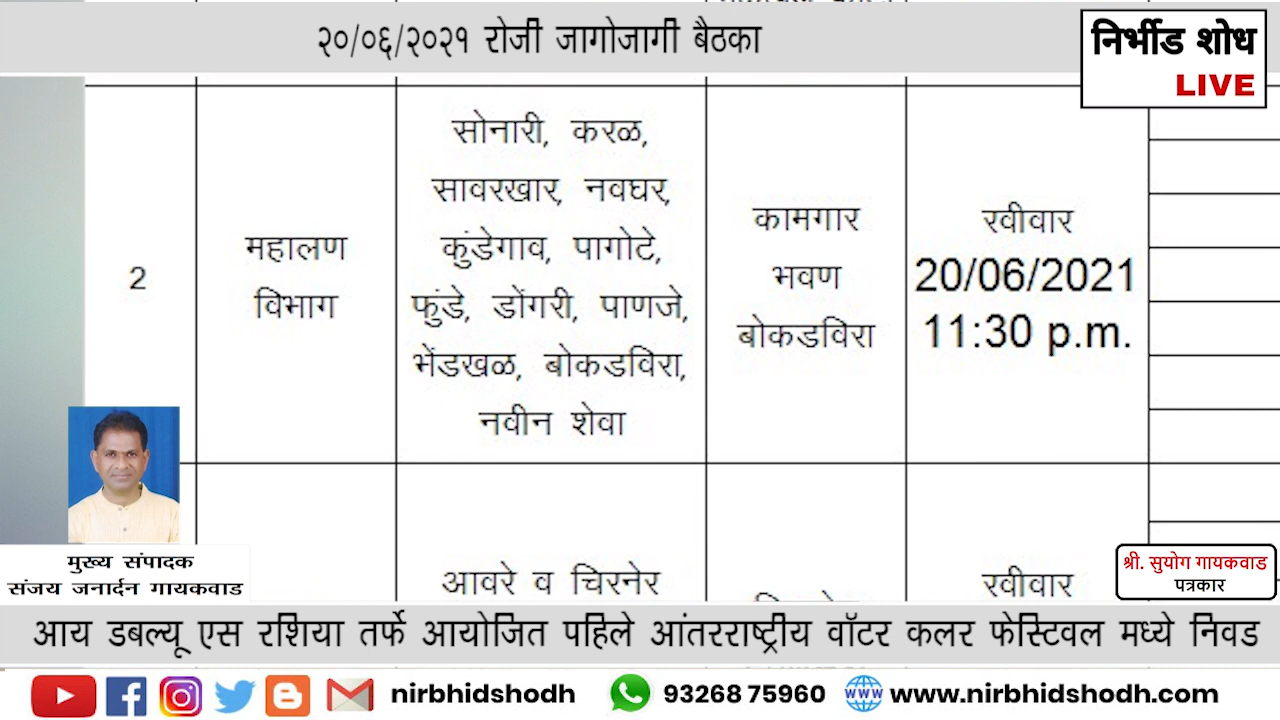 २०/०६/२०२१ रोजी जागोजागी बैठका
निर्भीड शोध
LIVE
2
महालण
विभाग
सोनारी, करळ,
सावरखार, नवघर,
कुंडेगाव, पागोटे,
फुंडे, डोंगरी, पाणजे,
भेंडखळ, बोकडविरा,
नवीन शेवा
कामगार
भवण
बोकडविरा
रवीवार
20/06/2021
11:30 p.m.
आवरे व चिरनेर
रवीवार
मुख्य संपादक
संजय जनार्दन गायकवाड
श्री. सुयोग गायकवाड
पत्रकार
आय डबल्यू एस रशिया तर्फे आयोजित पहिले आंतरराष्ट्रीय वॉटर कलर फेस्टिवल मध्ये निवड
nirbhidshodh 93268 75960 www.nirbhidshodh.com